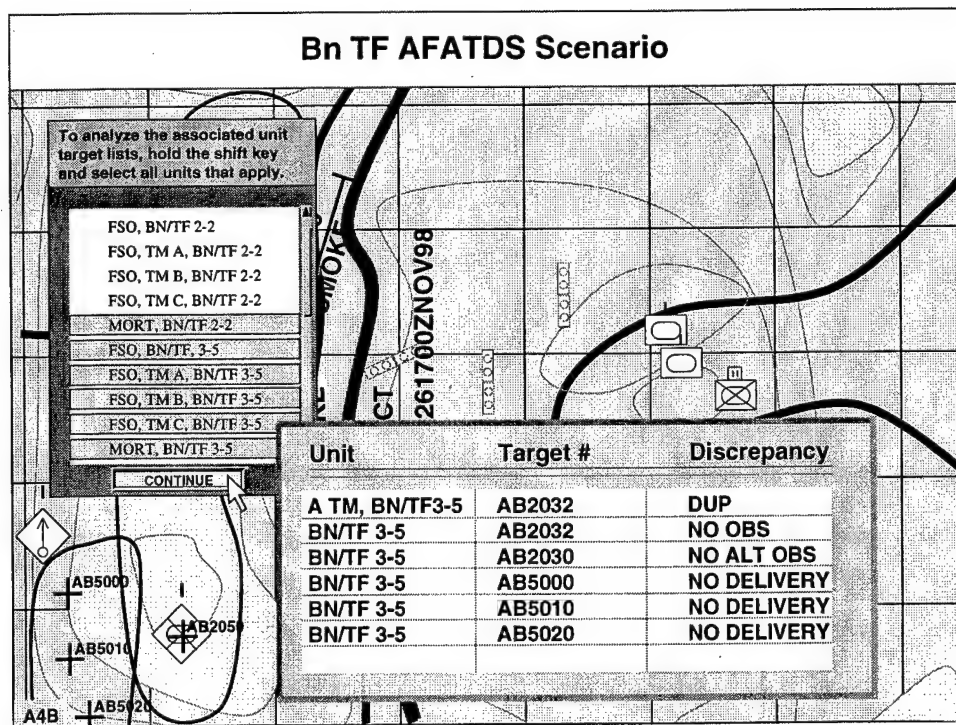 Bn TF AFATDS Scenario
To analyze the associated unit
target lists, hold the shift key
and select all units that apply.
FSO, BN/TF 2-2
FSO, TM A, BN/TF 2-2
FSO, TM B, BN/TF 2-2
FSO, TM C, BN/TF 2-2
MORT, BN/TF 2-2
FSO, BN/TF, 3-5
FSO, TM A, BN/TF 3-5
FSO, TM B, BN/TF 3-5
FSO, TM C, BN/TF 3-5
MORT, BN/TF 3-5
CONTINUE
SMOKE
CT
261700ZNOV98
Unit Target # Discrepancy
A TM, BN/TF3-5 AB2032 DUP
BN/TF 3-5 AB2032 NO OBS
BN/TF 3-5 AB2030 NO ALT OBS
BN/TF 3-5 AB5000 NO DELIVERY
BN/TF 3-5 AB5010 NO DELIVERY
BN/TF 3-5 AB5020 NO DELIVERY
AB5000
AB2050
AB5010
AB5020
A4B